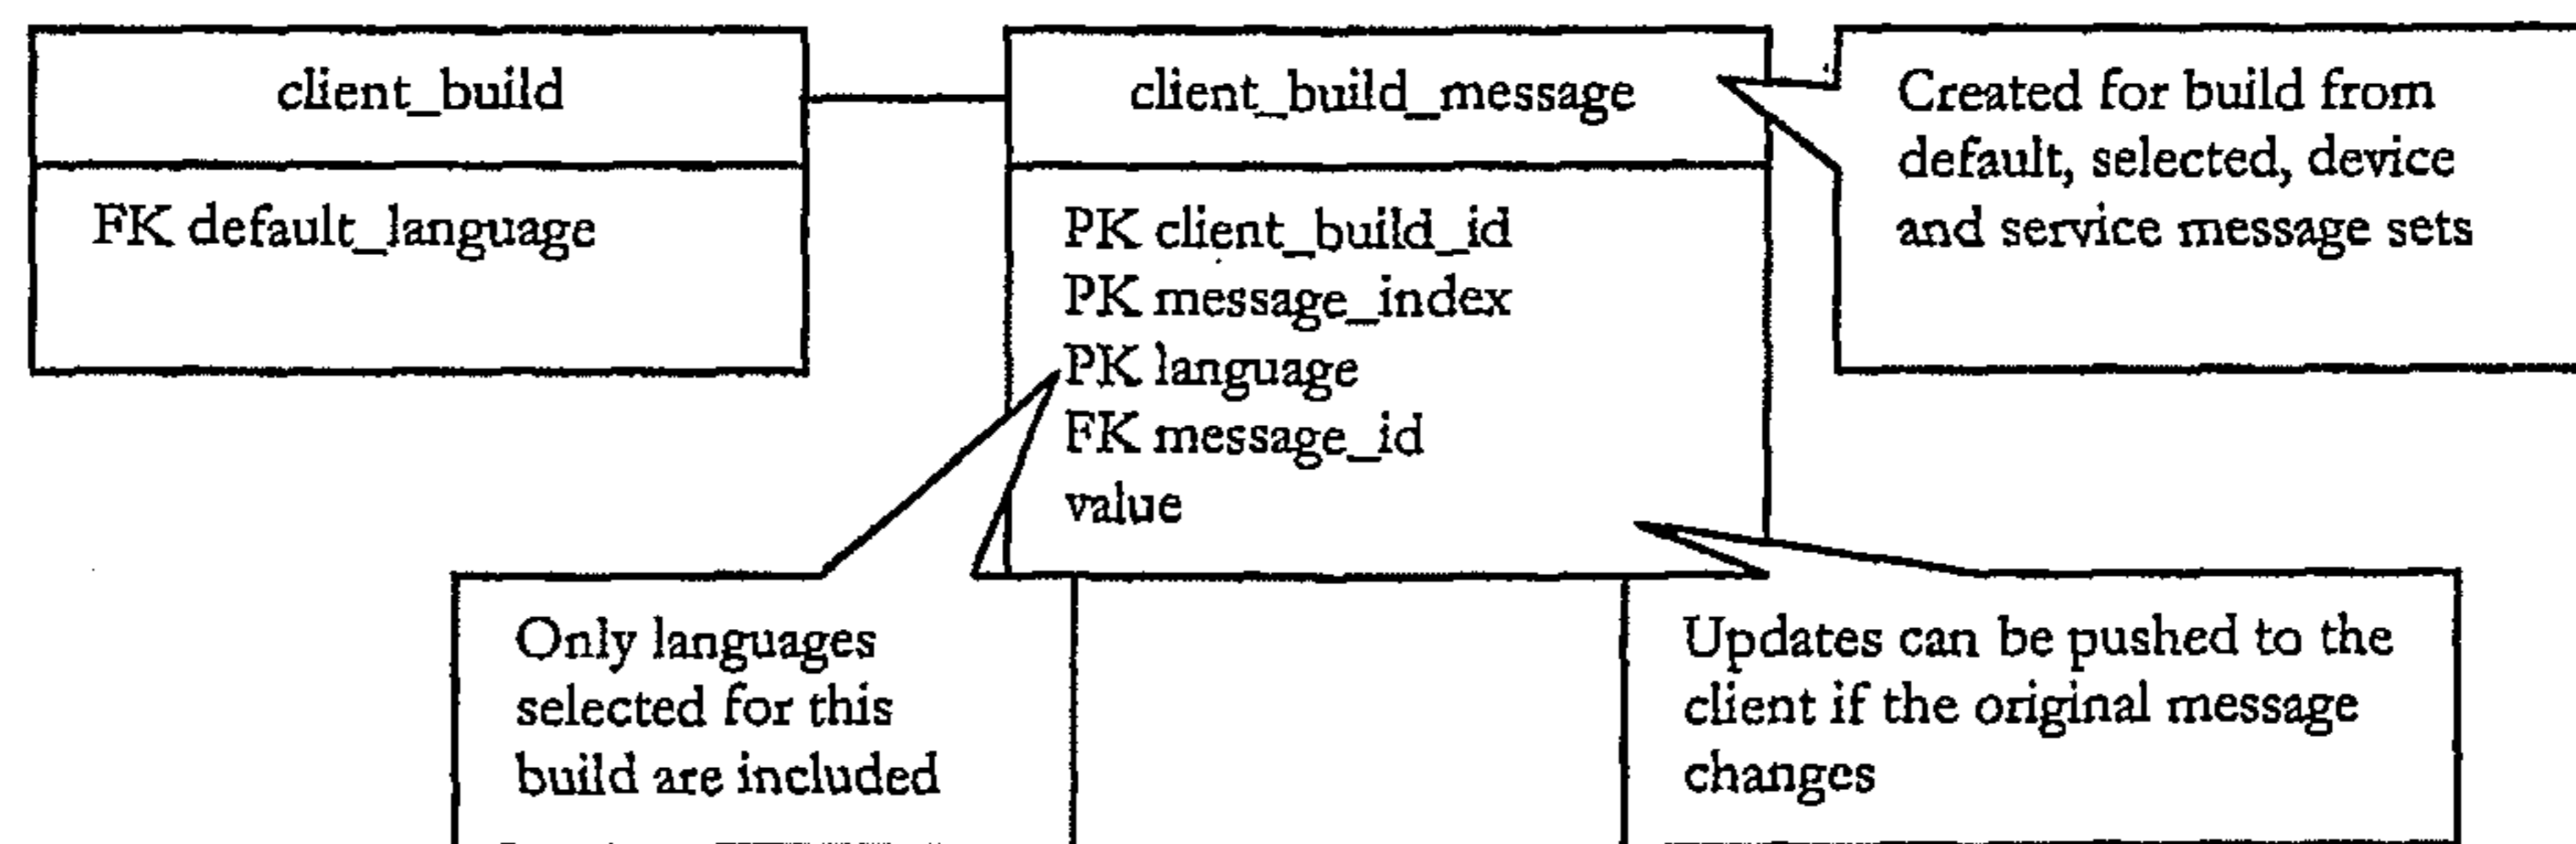 client_build
FK default_language
client_build_message
PK client_build_id
PK message_index
PK language
FK message_id
value
Created for build from
default, selected, device
and service message sets
Only languages
selected for this
build are included
Updates can be pushed to the
client if the original message
changes